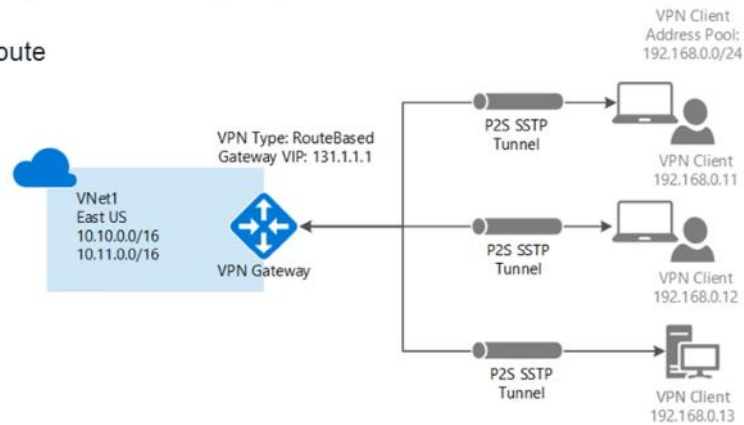 oute
VPN Client
Address Pool:
192.168.0.0/24
P2S SSTP
Tunnel
VPN Client
192.168.0.11
VPN Type: RouteBased
Gateway VIP: 131.1.1.1
VNet1
East US
10.10.0.0/16
10.11.0.0/16
VPN Gateway
P2S SSTP
Tunnel
VPN Client
192.168.0.12
P2S SSTP
Tunnel
VPN Client
192.168.0.13